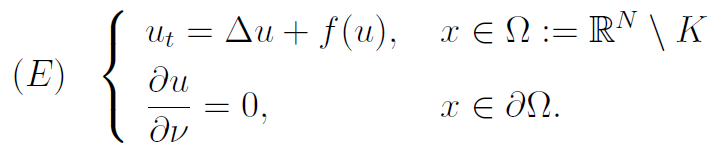 (E) { u_t = Δu + f(u), x ∈ Ω := ℝ^N \ K
∂u/∂ν = 0, x ∈ ∂Ω.